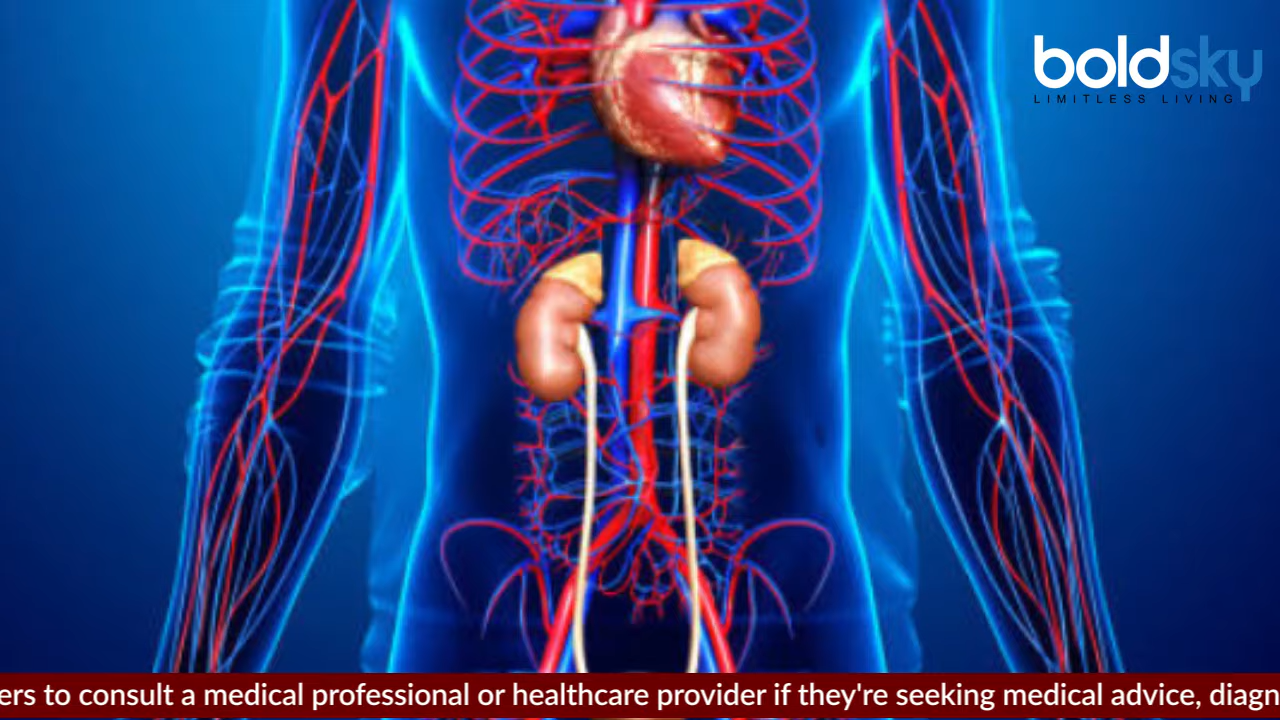 boldsky
LIMITLESS LIVING
ers to consult a medical professional or healthcare provider if they're seeking medical advice, diagn